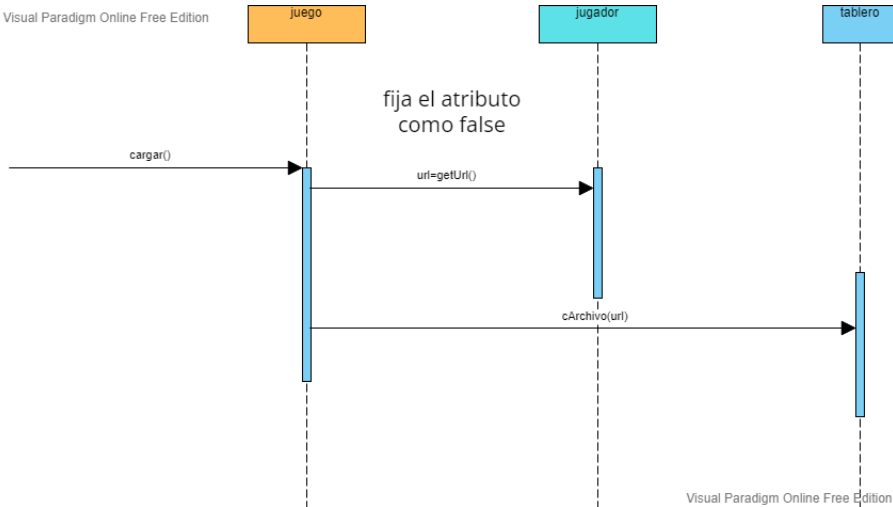 Visual Paradigm Online Free Edition
juego
jugador
tablero
fija el atributo
como false
cargar()
url=getUrl()
cArchivo(url)
Visual Paradigm Online Free Edition